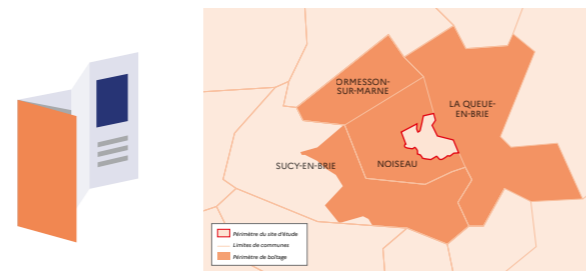 ORMESSON-
SUR-MARNE
LA QUEUE-
EN-BRIE
SUCY-EN-BRIE
NOISEAU
Périmètre du site d'étude
Limites de communes
Périmètre de boîtage